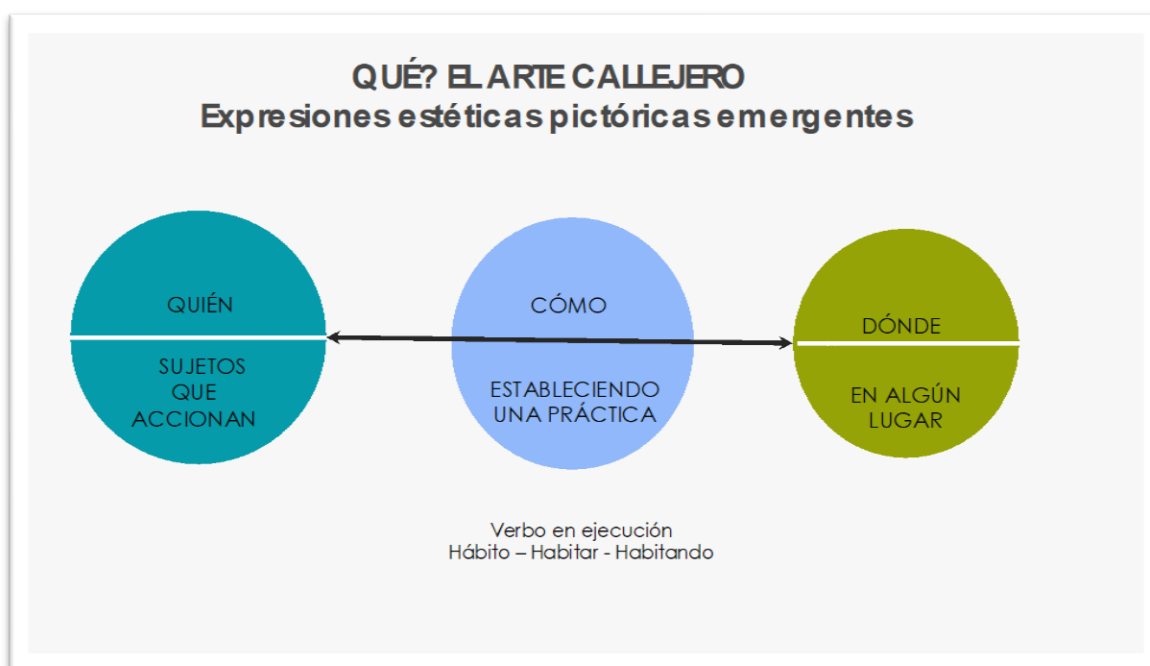 QUÉ? EL ARTE CALLEJERO
Expresiones estéticas pictóricas emergentes
QUIÉN
SUJETOS
QUE
ACCIONAN
CÓMO
ESTABLECIENDO
UNA PRÁCTICA
DÓNDE
EN ALGÚN
LUGAR
Verbo en ejecución
Hábito – Habitar - Habitando